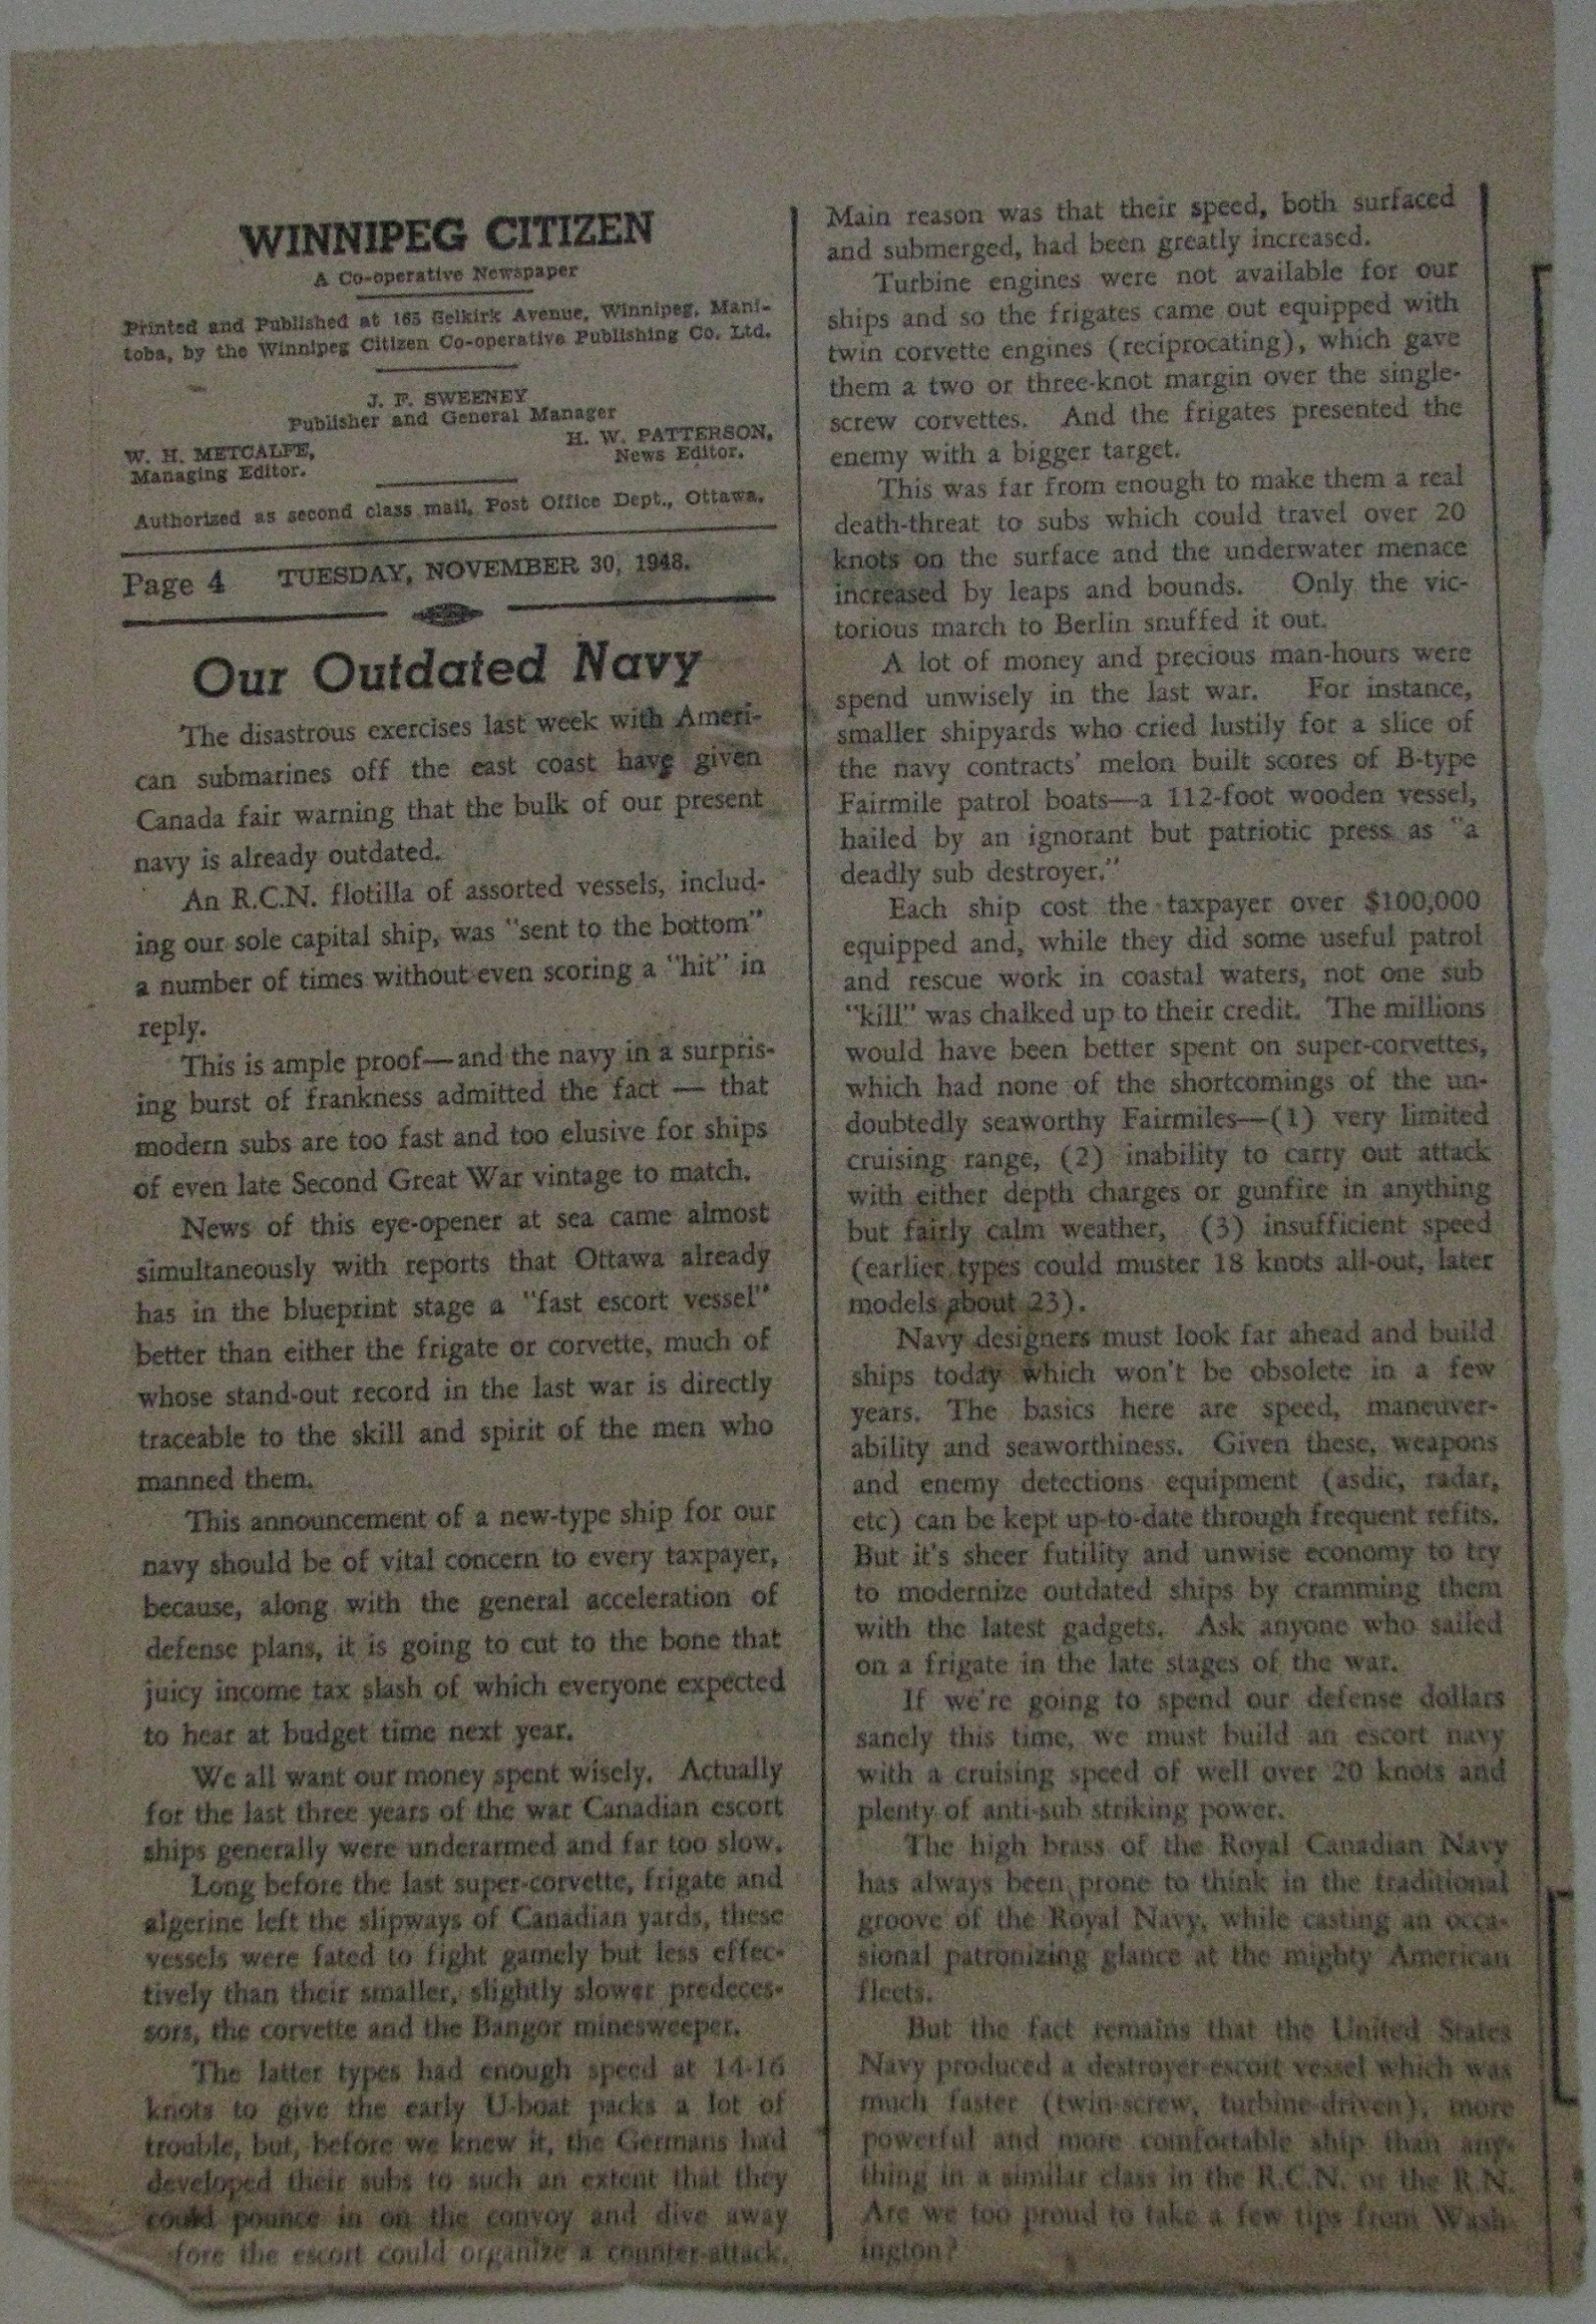 WINNIPEG CITIZEN
A Co-operative Newspaper
Printed and Published at 165 Selkirk Avenue, Winnipeg, Mani-
toba, by the Winnipeg Citizen Co-operative Publishing Co. Ltd.
J. F. SWEENEY
Publisher and General Manager
W. H. METCALFE,
Managing Editor.
H. W. PATTERSON,
News Editor.
Authorized as second class mail, Post Office Dept., Ottawa.
Page 4 TUESDAY, NOVEMBER 30, 1948.
Our Outdated Navy
The disastrous exercises last week with Ameri-
can submarines off the east coast have given
Canada fair warning that the bulk of our present
navy is already outdated.
An R.C.N. flotilla of assorted vessels, includ-
ing our sole capital ship, was "sent to the bottom"
a number of times without even scoring a "hit" in
reply.
This is ample proof—and the navy in a surpris-
ing burst of frankness admitted the fact — that
modern subs are too fast and too elusive for ships
of even late Second Great War vintage to match.
News of this eye-opener at sea came almost
simultaneously with reports that Ottawa already
has in the blueprint stage a "fast escort vessel"
better than either the frigate or corvette, much of
whose stand-out record in the last war is directly
traceable to the skill and spirit of the men who
manned them.
This announcement of a new-type ship for our
navy should be of vital concern to every taxpayer,
because, along with the general acceleration of
defense plans, it is going to cut to the bone that
juicy income tax slash of which everyone expected
to hear at budget time next year.
We all want our money spent wisely. Actually
for the last three years of the war Canadian escort
ships generally were underarmed and far too slow.
Long before the last super-corvette, frigate and
algerine left the slipways of Canadian yards, these
vessels were fated to fight gamely but less effec-
tively than their smaller, slightly slower predeces-
sors, the corvette and the Bangor minesweeper.
The latter types had enough speed at 14-16
knots to give the early U-boat packs a lot of
trouble, but, before we knew it, the Germans had
developed their subs to such an extent that they
could pounce in on the convoy and dive away
fore the escort could organize a counter-attack.
Main reason was that their speed, both surfaced
and submerged, had been greatly increased.
Turbine engines were not available for our
ships and so the frigates came out equipped with
twin corvette engines (reciprocating), which gave
them a two or three-knot margin over the single-
screw corvettes. And the frigates presented the
enemy with a bigger target.
This was far from enough to make them a real
death-threat to subs which could travel over 20
knots on the surface and the underwater menace
increased by leaps and bounds. Only the vic-
torious march to Berlin snuffed it out.
A lot of money and precious man-hours were
spend unwisely in the last war. For instance,
smaller shipyards who cried lustily for a slice of
the navy contracts' melon built scores of B-type
Fairmile patrol boats—a 112-foot wooden vessel,
hailed by an ignorant but patriotic press as "a
deadly sub destroyer."
Each ship cost the taxpayer over $100,000
equipped and, while they did some useful patrol
and rescue work in coastal waters, not one sub
"kill" was chalked up to their credit. The millions
would have been better spent on super-corvettes,
which had none of the shortcomings of the un-
doubtedly seaworthy Fairmiles—(1) very limited
cruising range, (2) inability to carry out attack
with either depth charges or gunfire in anything
but fairly calm weather, (3) insufficient speed
(earlier types could muster 18 knots all-out, later
models about 23).
Navy designers must look far ahead and build
ships today which won't be obsolete in a few
years. The basics here are speed, maneuver-
ability and seaworthiness. Given these, weapons
and enemy detections equipment (asdic, radar,
etc) can be kept up-to-date through frequent refits.
But it's sheer futility and unwise economy to try
to modernize outdated ships by cramming them
with the latest gadgets. Ask anyone who sailed
on a frigate in the late stages of the war.
If we're going to spend our defense dollars
sanely this time, we must build an escort navy
with a cruising speed of well over 20 knots and
plenty of anti-sub striking power.
The high brass of the Royal Canadian Navy
has always been prone to think in the traditional
groove of the Royal Navy, while casting an occa-
sional patronizing glance at the mighty American
fleets.
But the fact remains that the United States
Navy produced a destroyer-escort vessel which was
much faster (twin-screw, turbine-driven), more
powerful and more comfortable ship than any-
thing in a similar class in the R.C.N. or the R.N.
Are we too proud to take a few tips from Wash-
ington?